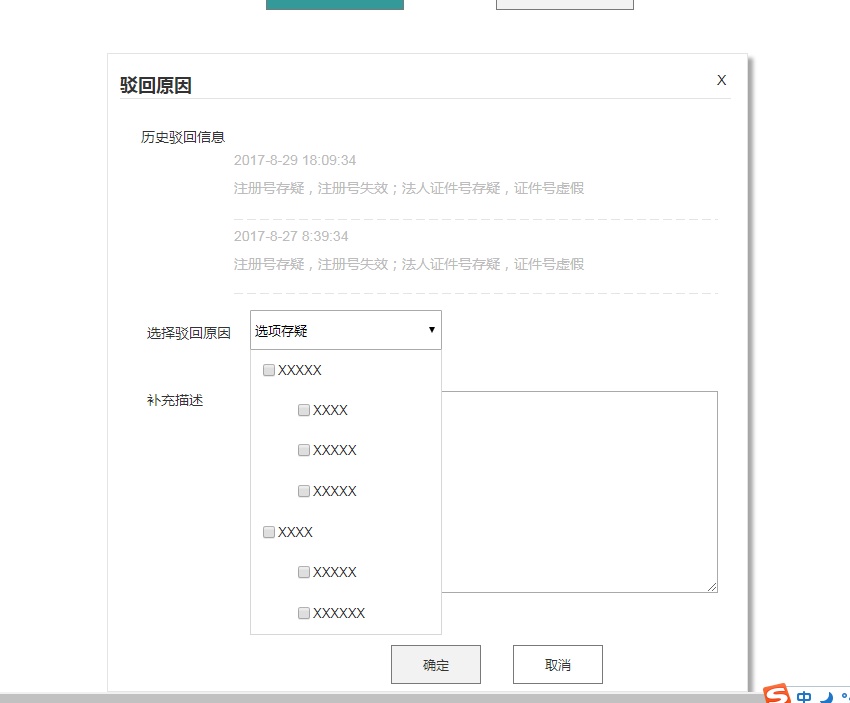 驳回原因
X
历史驳回信息
2017-8-29 18:09:34
注册号存疑，注册号失效；法人证件号存疑，证件号虚假
2017-8-27 8:39:34
注册号存疑，注册号失效；法人证件号存疑，证件号虚假
选择驳回原因
选项存疑
XXXXX
XXXX
XXXXX
XXXXX
XXXX
XXXXX
XXXXXX
补充描述
确定
取消
S 中